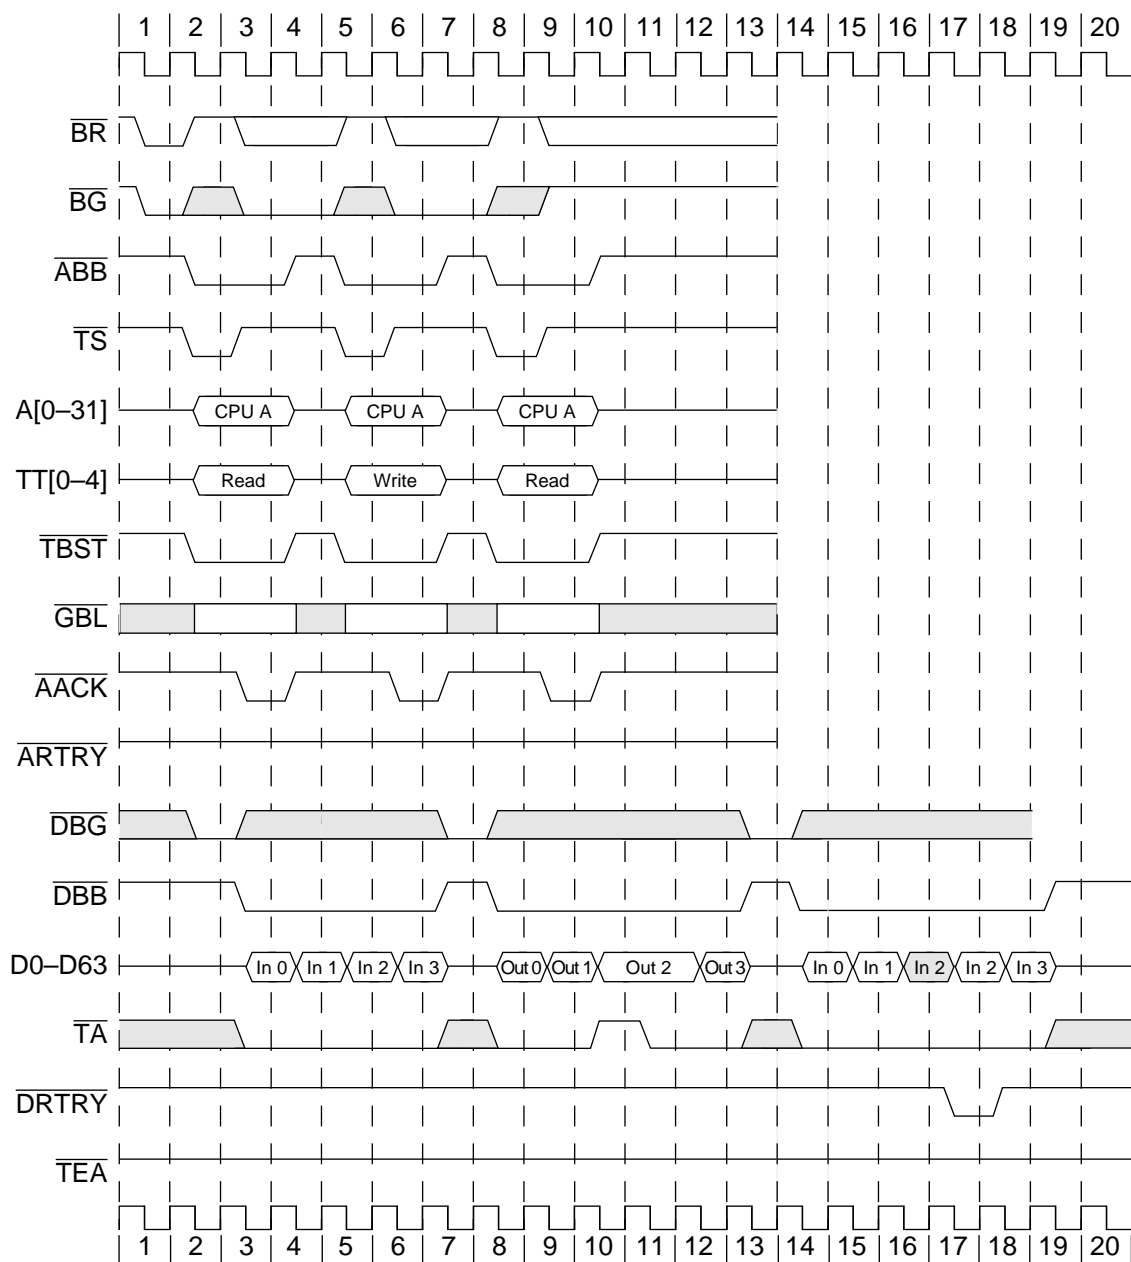 1 2 3 4 5 6 7 8 9 10 11 12 13 14 15 16 17 18 19 20
BR
BG
ABB
TS
A[0–31] CPU A CPU A CPU A
TT[0–4] Read Write Read
TBST
GBL
AACK
ARTRY
DBG
DBB
D0–D63 In 0 In 1 In 2 In 3 Out 0 Out 1 Out 2 Out 3 In 0 In 1 In 2 In 2 In 3
TA
DRTRY
TEA
1 2 3 4 5 6 7 8 9 10 11 12 13 14 15 16 17 18 19 20